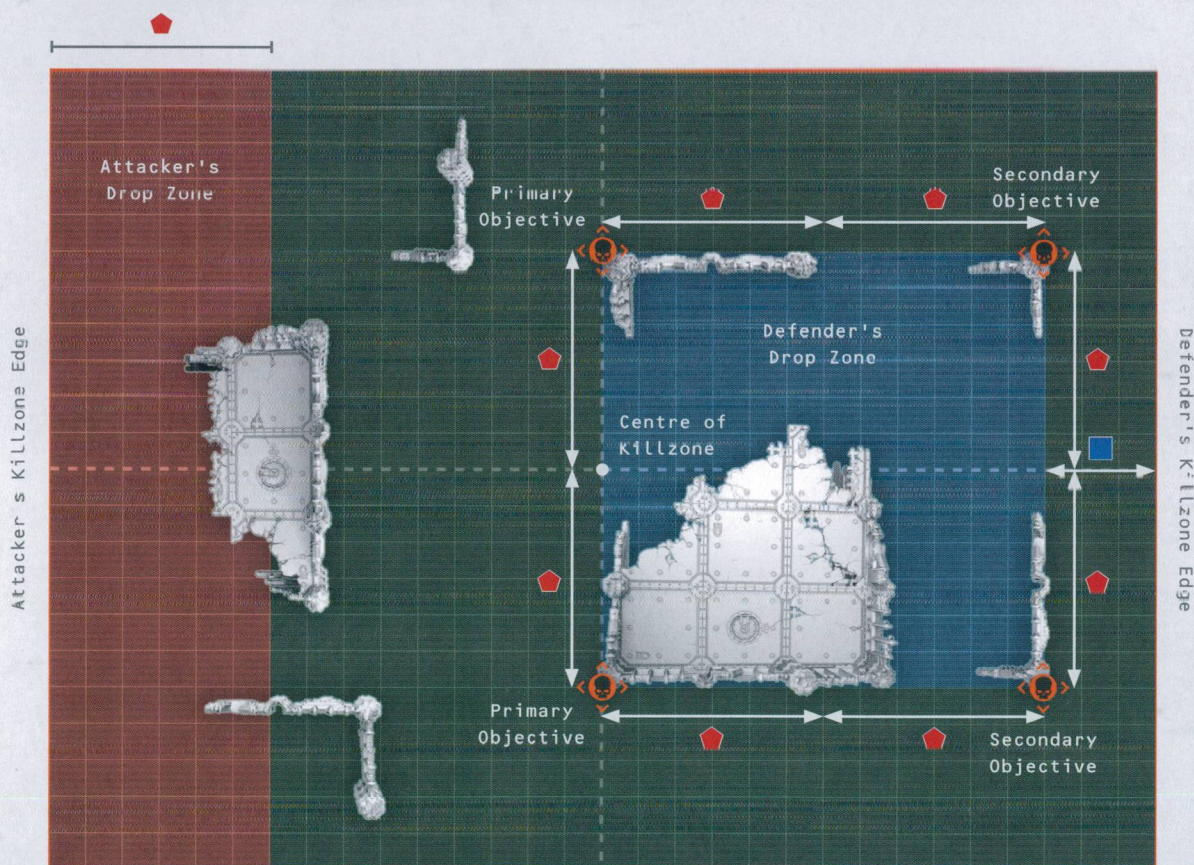 Attacker's
Drop Zone
Primary
Objective
Secondary
Objective
Defender's
Drop Zone
Centre of
Killzone
Attacker s Killzone Edge
Defender's Killzone Edge
Primary
Objective
Secondary
Objective